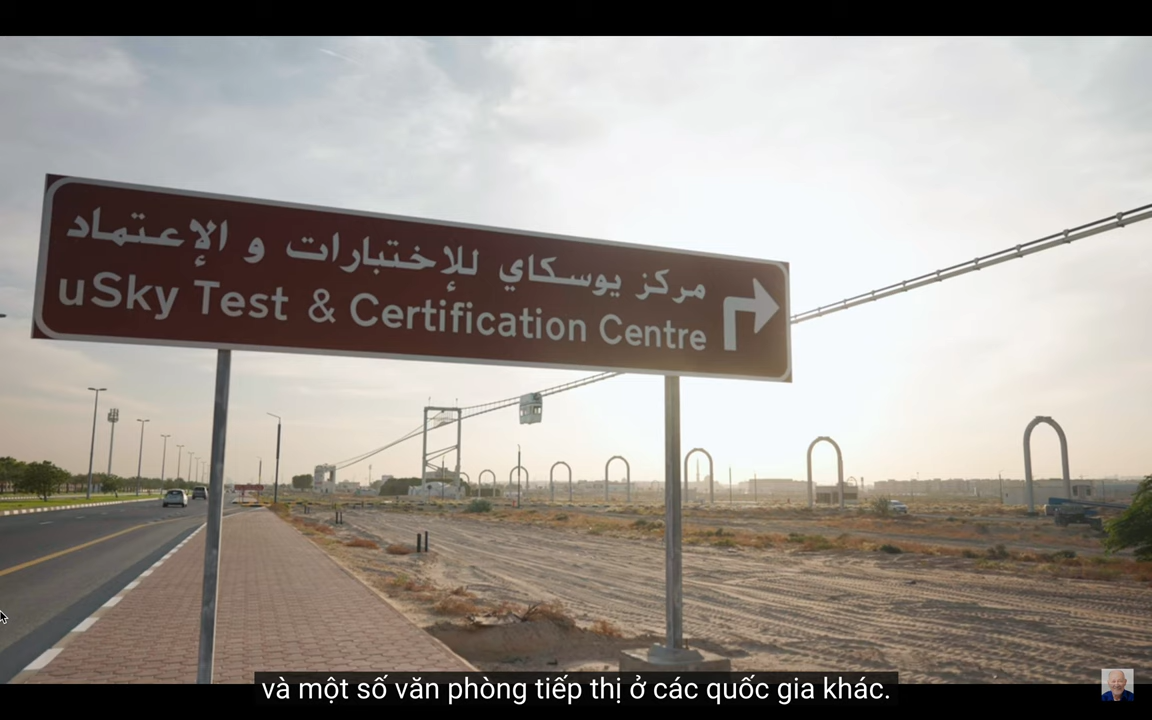 مركز يوسكاي للإختبارات و الإعتماد
uSky Test & Certification Centre
và một số văn phòng tiếp thị ở các quốc gia khác.